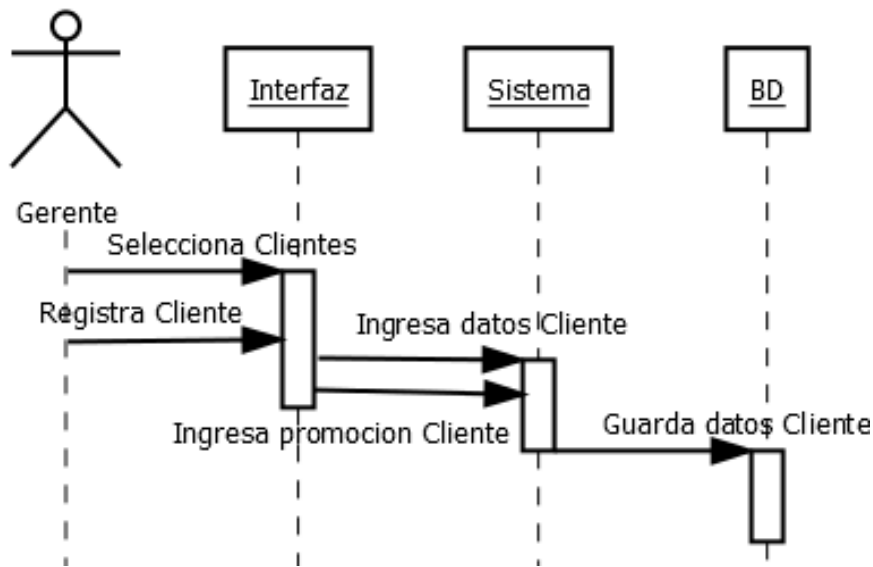 Interfaz
Sistema
BD
Gerente
Selecciona Clientes
Registra Cliente
Ingresa datos Cliente
Ingresa promocion Cliente
Guarda datos Cliente